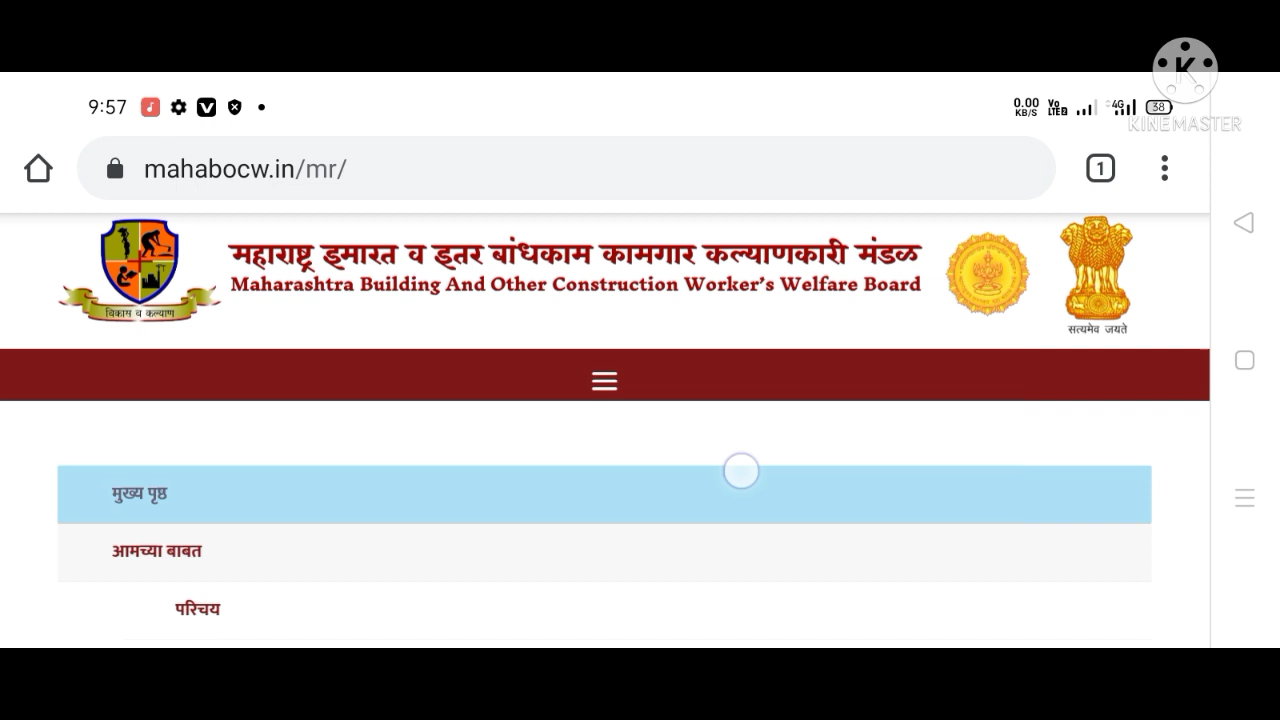 KINEMASTER
9:57
0.00 KB/S Vo LTE2 4G 38
mahabocw.in/mr/
1
महाराष्ट्र इमारत व इतर बांधकाम कामगार कल्याणकारी मंडळ
Maharashtra Building And Other Construction Worker's Welfare Board
विकास व कल्याण
सत्यमेव जयते
मुख्य पृष्ठ
आमच्या बाबत
परिचय